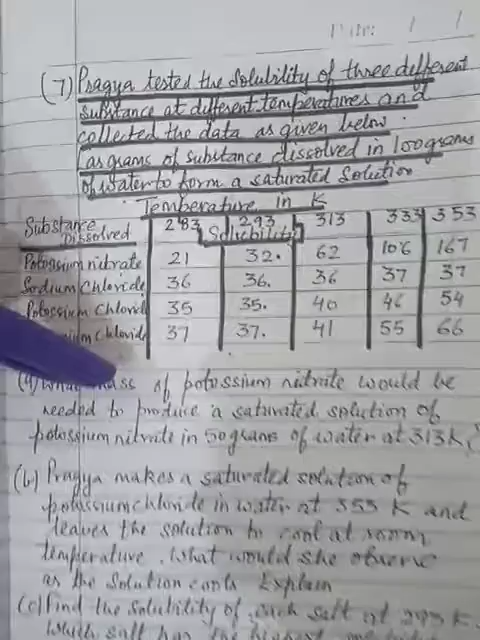 Date: / /
(7) Pragya tested the solubility of three different
substance at different temperatures and
collected the data as given below.
(as grams of substance dissolved in 100 grams
of water to form a saturated solution
Temperature in K
Substance Dissolved 283 293 313 333 353
Solubility
Potassium nitrate 21 32. 62 106 167
Sodium Chloride 36 36. 36 37 37
Potassium Chloride 35 35. 40 46 54
Chloride 37 37. 41 55 66
of potassium nitrate would be
needed to produce a saturated solution of
potassium nitrate in 50 grams of water at 313K
(b) Pragya makes a saturated solution of
potassium chloride in water at 353 K and
leaves the solution to cool at room
temperature. What would she observe
as the solution cools Explain
(c) Find the solubility of each salt at 293 K.
which salt has the highest